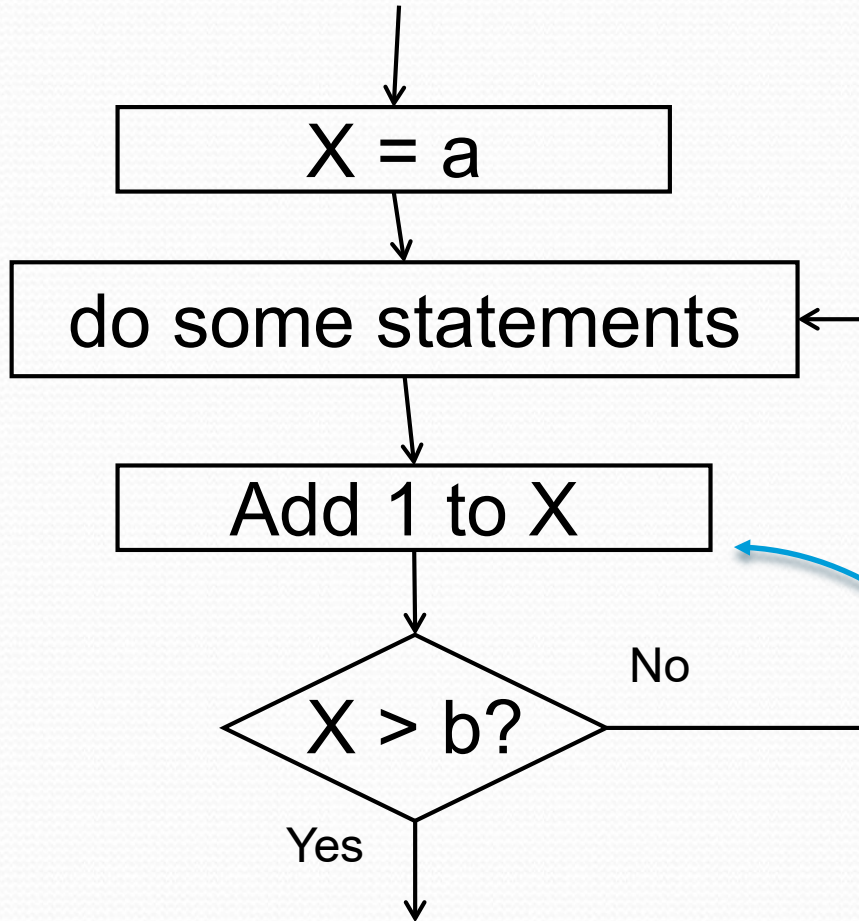 X = a
do some statements
Add 1 to X
No
X > b?
Yes